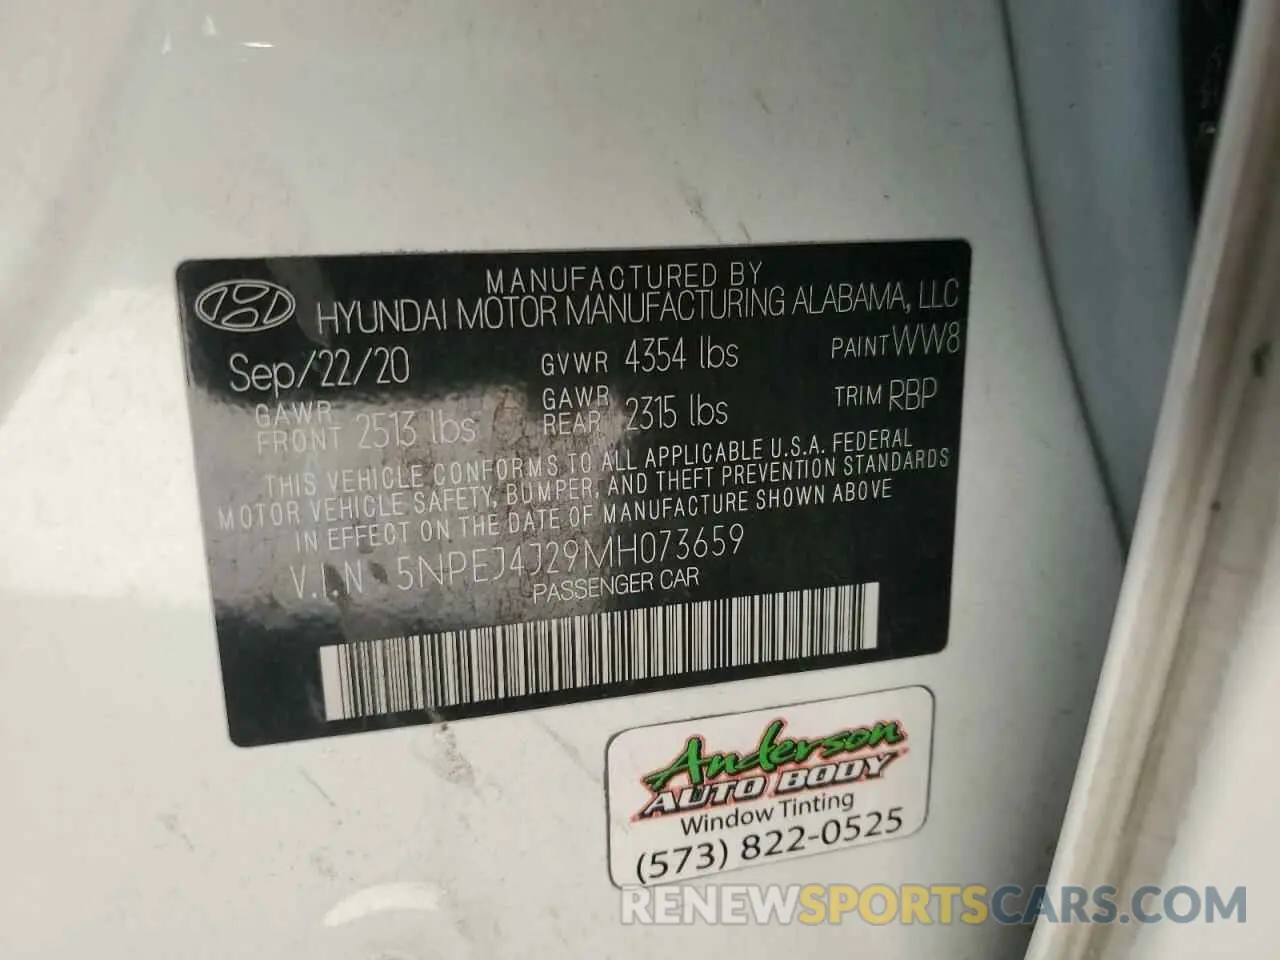 MANUFACTURED BY
HYUNDAI MOTOR MANUFACTURING ALABAMA, LLC
Sep/22/20 GVWR 4354 lbs PAINT WW8
GAWR FRONT 2513 lbs GAWR REAR 2315 lbs TRIM RBP
THIS VEHICLE CONFORMS TO ALL APPLICABLE U.S.A. FEDERAL
MOTOR VEHICLE SAFETY, BUMPER, AND THEFT PREVENTION STANDARDS
IN EFFECT ON THE DATE OF MANUFACTURE SHOWN ABOVE
V.I.N 5NPEJ4J29MH073659
PASSENGER CAR
Anderson
AUTO BODY
Window Tinting
(573) 822-0525
RENEWSPORTSCARS.COM